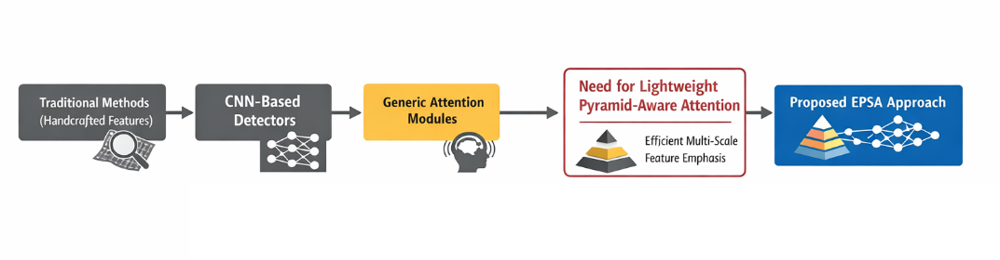 Traditional Methods
(Handcrafted Features)
CNN-Based
Detectors
Generic Attention
Modules
Need for Lightweight
Pyramid-Aware Attention
Efficient Multi-Scale
Feature Emphasis
Proposed EPSA Approach